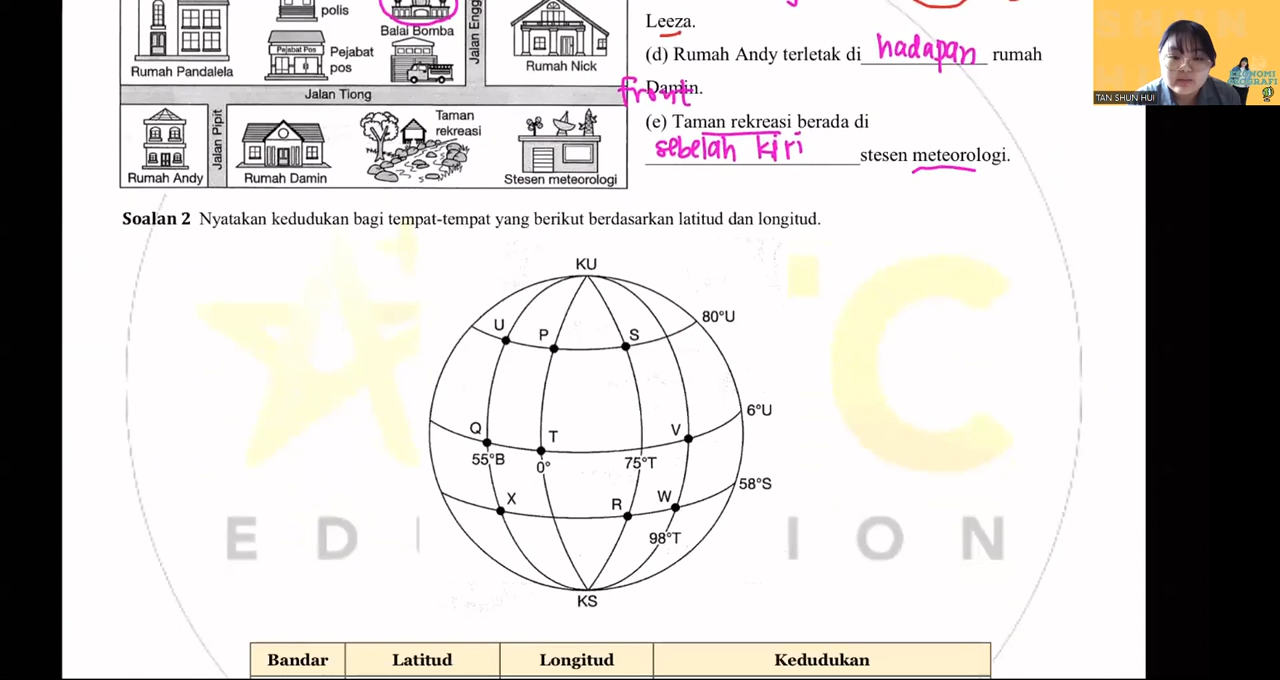 polis
Balai Bomba
Jalan Engg
Rumah Pandalela
Pejabat Pos
Pejabat
pos
Rumah Nick
Jalan Tiong
Jalan Pipit
Taman
rekreasi
Rumah Andy
Rumah Damin
Stesen meteorologi
Leeza.
(d) Rumah Andy terletak di hadapan rumah
Damin.
front
(e) Taman rekreasi berada di
sebelah kiri stesen meteorologi.
TAN SHUN HUI
EKONOMI
GEOGRAFI
Soalan 2 Nyatakan kedudukan bagi tempat-tempat yang berikut berdasarkan latitud dan longitud.
KU
80°U
U
P
S
6°U
Q
T
V
55°B
0°
75°T
58°S
X
R
W
98°T
KS
C
E D I O N
Bandar Latitud Longitud Kedudukan